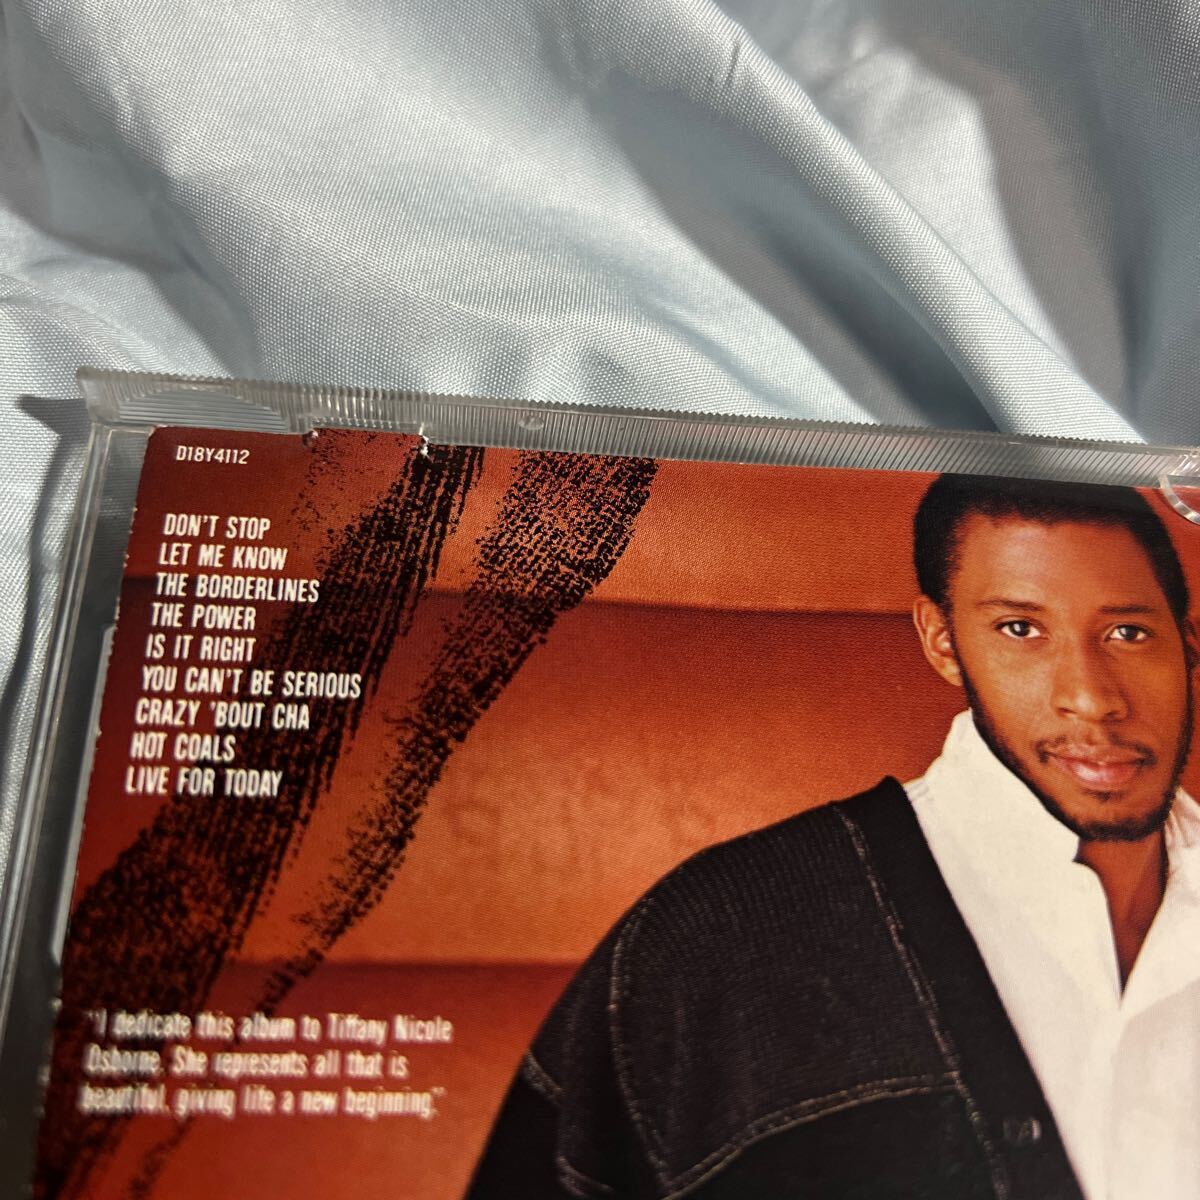 D18Y4112
DON'T STOP
LET ME KNOW
THE BORDERLINES
THE POWER
IS IT RIGHT
YOU CAN'T BE SERIOUS
CRAZY 'BOUT CHA
HOT COALS
LIVE FOR TODAY
"I dedicate this album to Tiffany Nicole
Osborne. She represents all that is
beautiful, giving life a new beginning."